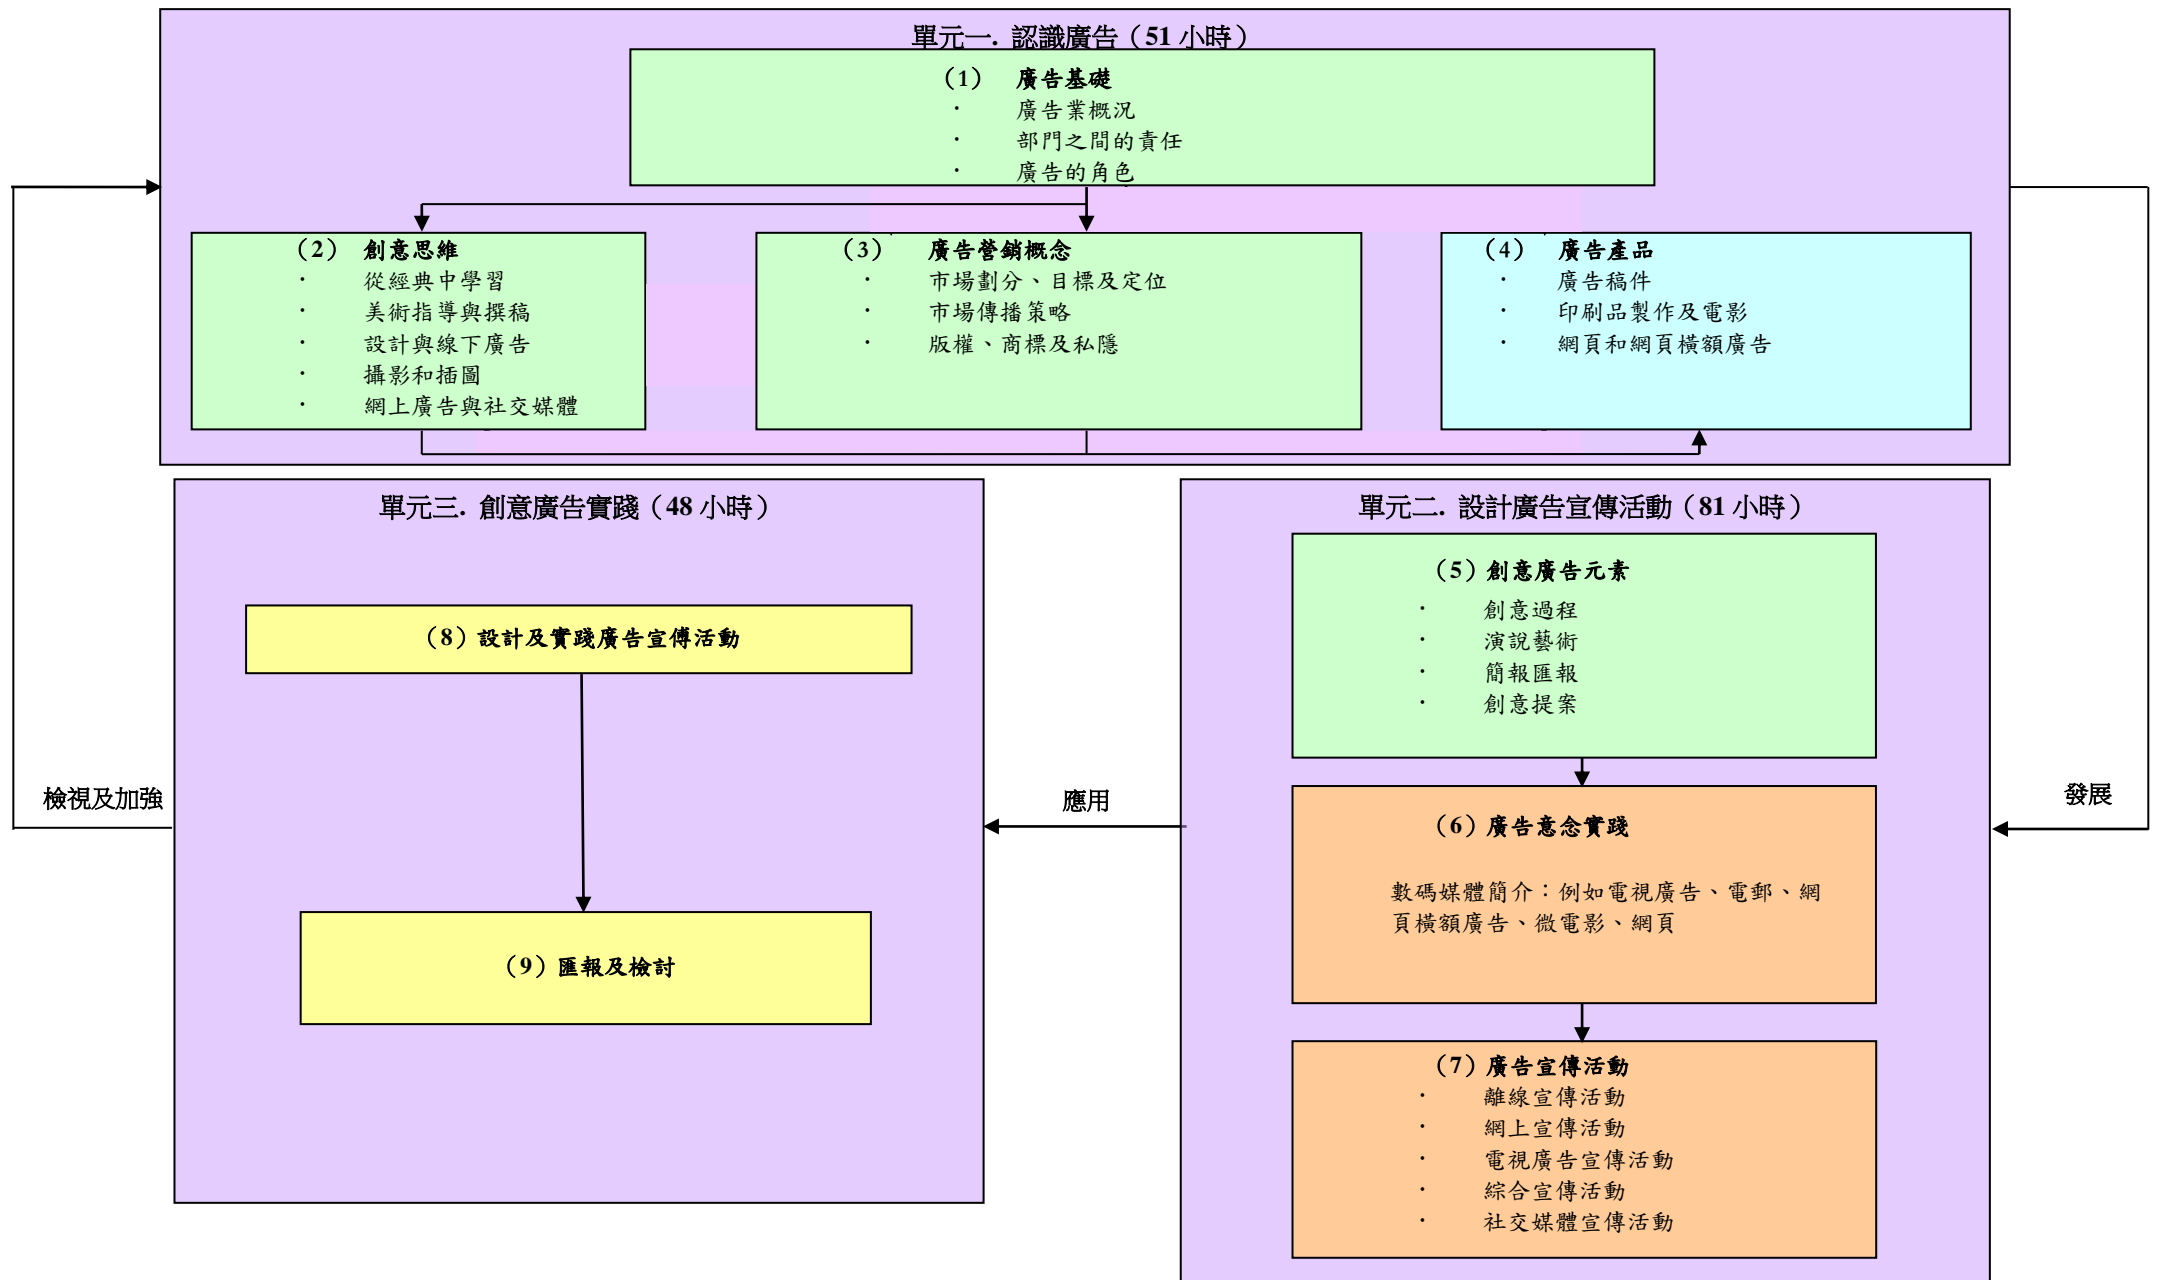 單元一. 認識廣告（51 小時）
（1） 廣告基礎
· 廣告業概況
· 部門之間的責任
· 廣告的角色
（2） 創意思維
· 從經典中學習
· 美術指導與撰稿
· 設計與線下廣告
· 攝影和插圖
· 網上廣告與社交媒體
（3） 廣告營銷概念
· 市場劃分、目標及定位
· 市場傳播策略
· 版權、商標及私隱
（4） 廣告產品
· 廣告稿件
· 印刷品製作及電影
· 網頁和網頁橫額廣告
發展
單元二. 設計廣告宣傳活動（81 小時）
（5）創意廣告元素
· 創意過程
· 演說藝術
· 簡報匯報
· 創意提案
（6）廣告意念實踐
數碼媒體簡介：例如電視廣告、電郵、網
頁橫額廣告、微電影、網頁
（7）廣告宣傳活動
· 離線宣傳活動
· 網上宣傳活動
· 電視廣告宣傳活動
· 綜合宣傳活動
· 社交媒體宣傳活動
應用
單元三. 創意廣告實踐（48 小時）
（8）設計及實踐廣告宣傳活動
（9）匯報及檢討
檢視及加強